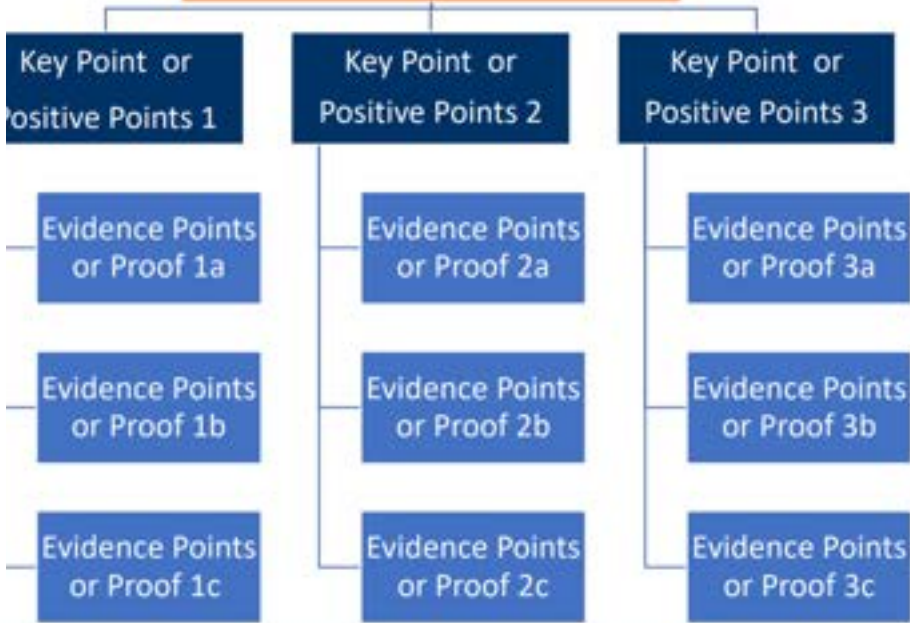 Key Point or
Positive Points 1
Key Point or
Positive Points 2
Key Point or
Positive Points 3
Evidence Points
or Proof 1a
Evidence Points
or Proof 2a
Evidence Points
or Proof 3a
Evidence Points
or Proof 1b
Evidence Points
or Proof 2b
Evidence Points
or Proof 3b
Evidence Points
or Proof 1c
Evidence Points
or Proof 2c
Evidence Points
or Proof 3c